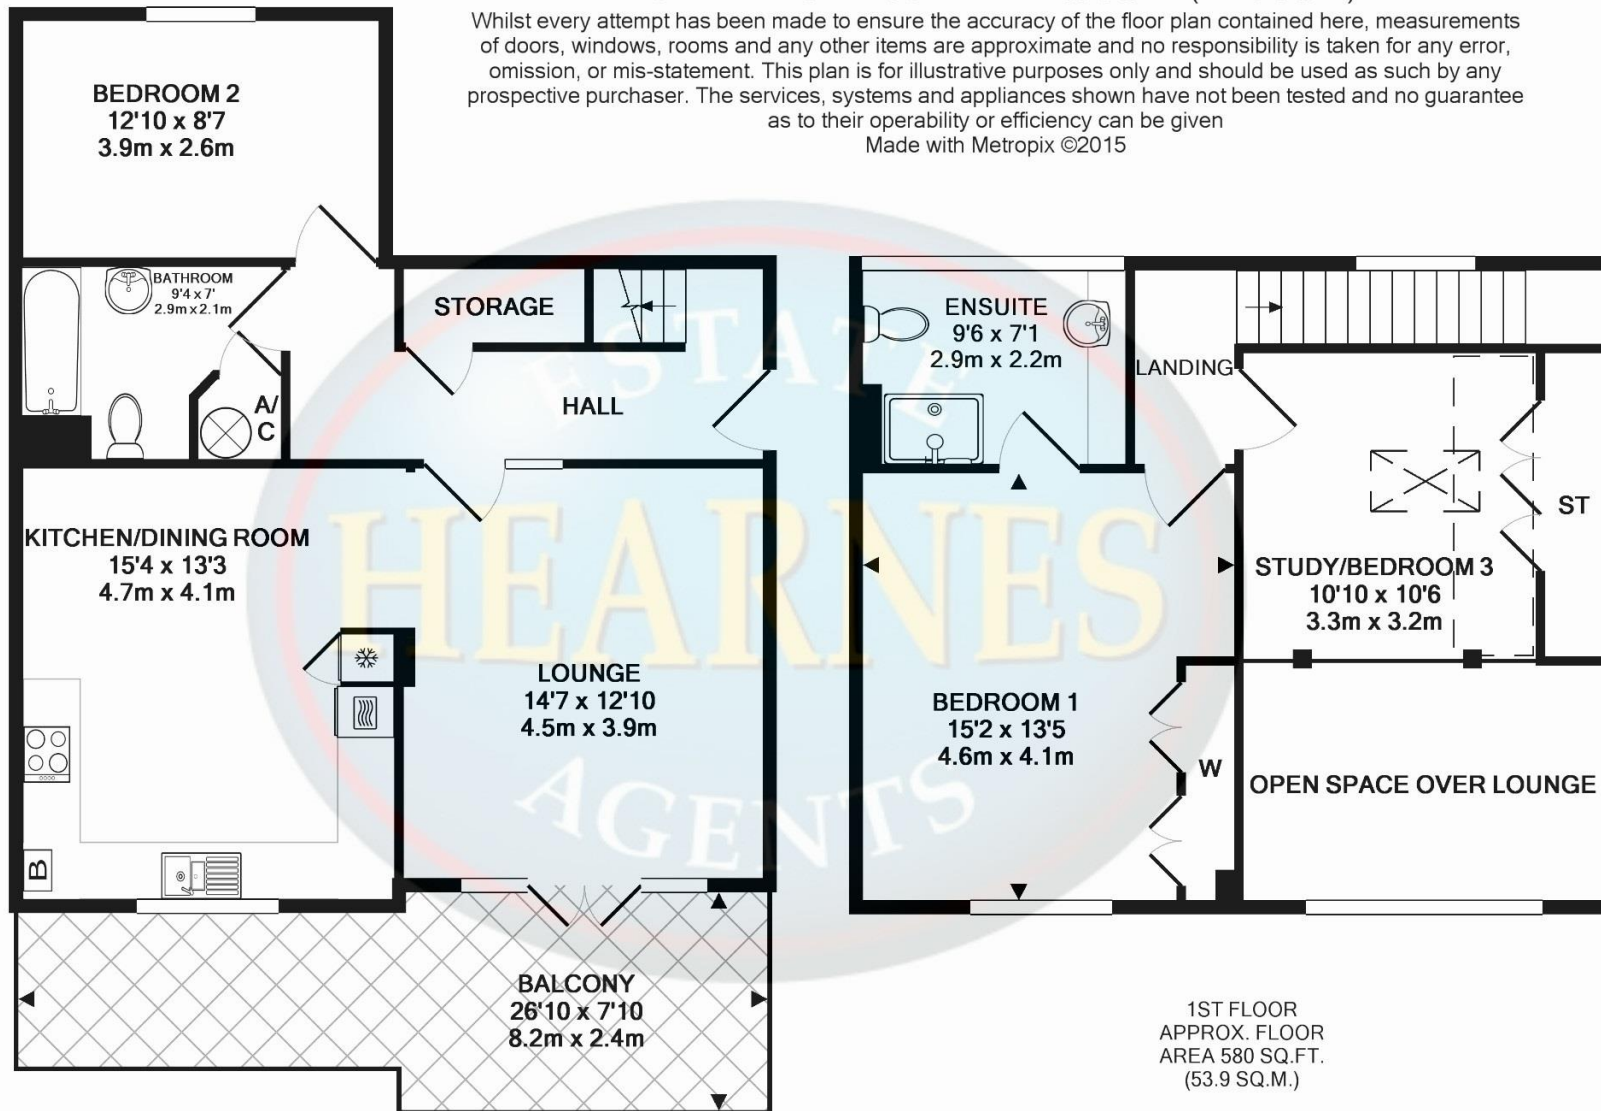 Whilst every attempt has been made to ensure the accuracy of the floor plan contained here, measurements
of doors, windows, rooms and any other items are approximate and no responsibility is taken for any error,
omission, or mis-statement. This plan is for illustrative purposes only and should be used as such by any
prospective purchaser. The services, systems and appliances shown have not been tested and no guarantee
as to their operability or efficiency can be given
Made with Metropix ©2015
BEDROOM 2
12'10 x 8'7
3.9m x 2.6m
BATHROOM
9'4 x 7'
2.9m x 2.1m
A/
C
STORAGE
HALL
KITCHEN/DINING ROOM
15'4 x 13'3
4.7m x 4.1m
B
LOUNGE
14'7 x 12'10
4.5m x 3.9m
BALCONY
26'10 x 7'10
8.2m x 2.4m
ENSUITE
9'6 x 7'1
2.9m x 2.2m
LANDING
STUDY/BEDROOM 3
10'10 x 10'6
3.3m x 3.2m
ST
BEDROOM 1
15'2 x 13'5
4.6m x 4.1m
W
OPEN SPACE OVER LOUNGE
1ST FLOOR
APPROX. FLOOR
AREA 580 SQ.FT.
(53.9 SQ.M.)
ESTATE
HEARNES
AGENTS